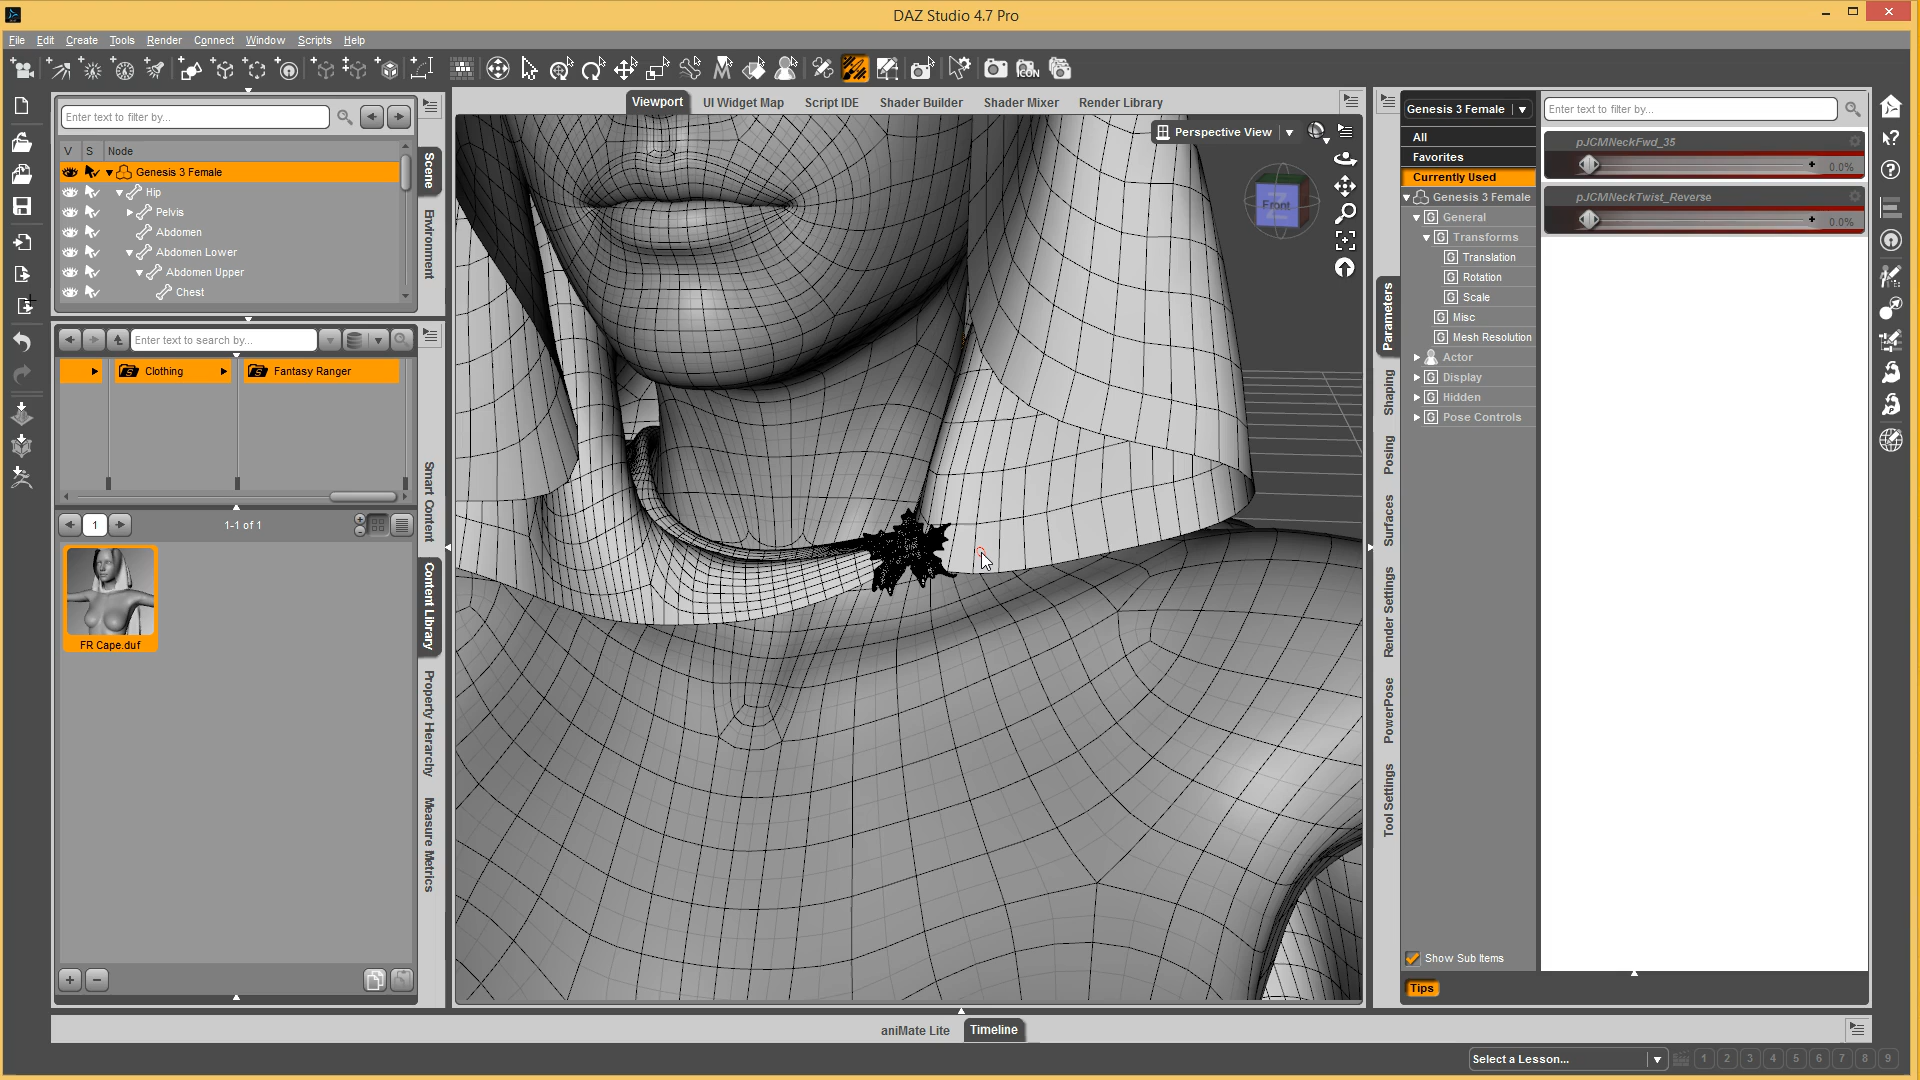 DAZ Studio 4.7 Pro
File Edit Create Tools Render Connect Window Scripts Help
ICON
Enter text to filter by...
V S Node
Genesis 3 Female
Hip
Pelvis
Abdomen
Abdomen Lower
Abdomen Upper
Chest
Scene
Environment
Enter text to search by...
Clothing
Fantasy Ranger
1
1-1 of 1
FR Cape.duf
Smart Content
Content Library
Property Hierarchy
Measure Metrics
Viewport
UI Widget Map
Script IDE
Shader Builder
Shader Mixer
Render Library
Perspective View
Front
Parameters
Shaping
Posing
Surfaces
Render Settings
PowerPose
Tool Settings
Genesis 3 Female
All
Favorites
Currently Used
Genesis 3 Female
G General
G Transforms
G Translation
G Rotation
G Scale
G Misc
G Mesh Resolution
Actor
G Display
G Hidden
G Pose Controls
Show Sub Items
Tips
Enter text to filter by...
pJCMNeckFwd_35
0.0%
pJCMNeckTwist_Reverse
0.0%
aniMate Lite
Timeline
Select a Lesson...
1 2 3 4 5 6 7 8 9